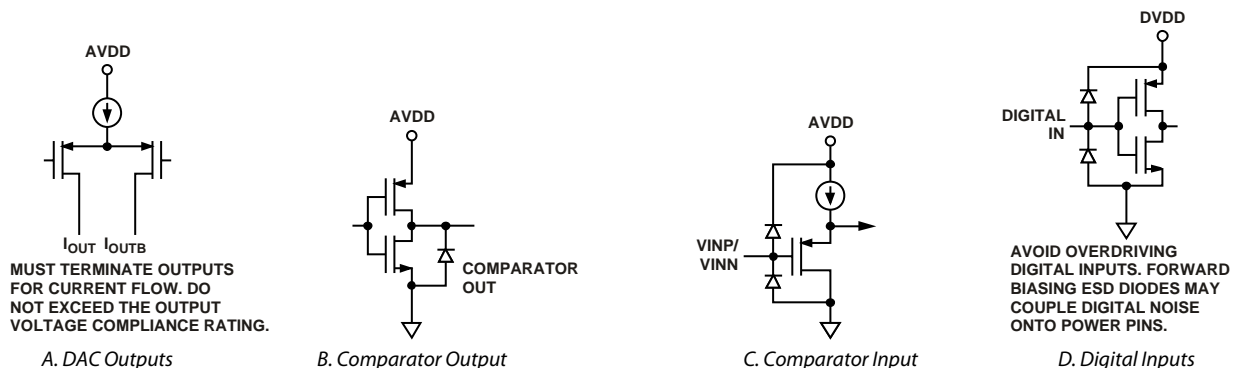 AVDD
I_OUT I_OUTB
MUST TERMINATE OUTPUTS
FOR CURRENT FLOW. DO
NOT EXCEED THE OUTPUT
VOLTAGE COMPLIANCE RATING.
A. DAC Outputs
AVDD
COMPARATOR
OUT
B. Comparator Output
AVDD
VINP/
VINN
C. Comparator Input
DVDD
DIGITAL
IN
AVOID OVERDRIVING
DIGITAL INPUTS. FORWARD
BIASING ESD DIODES MAY
COUPLE DIGITAL NOISE
ONTO POWER PINS.
D. Digital Inputs